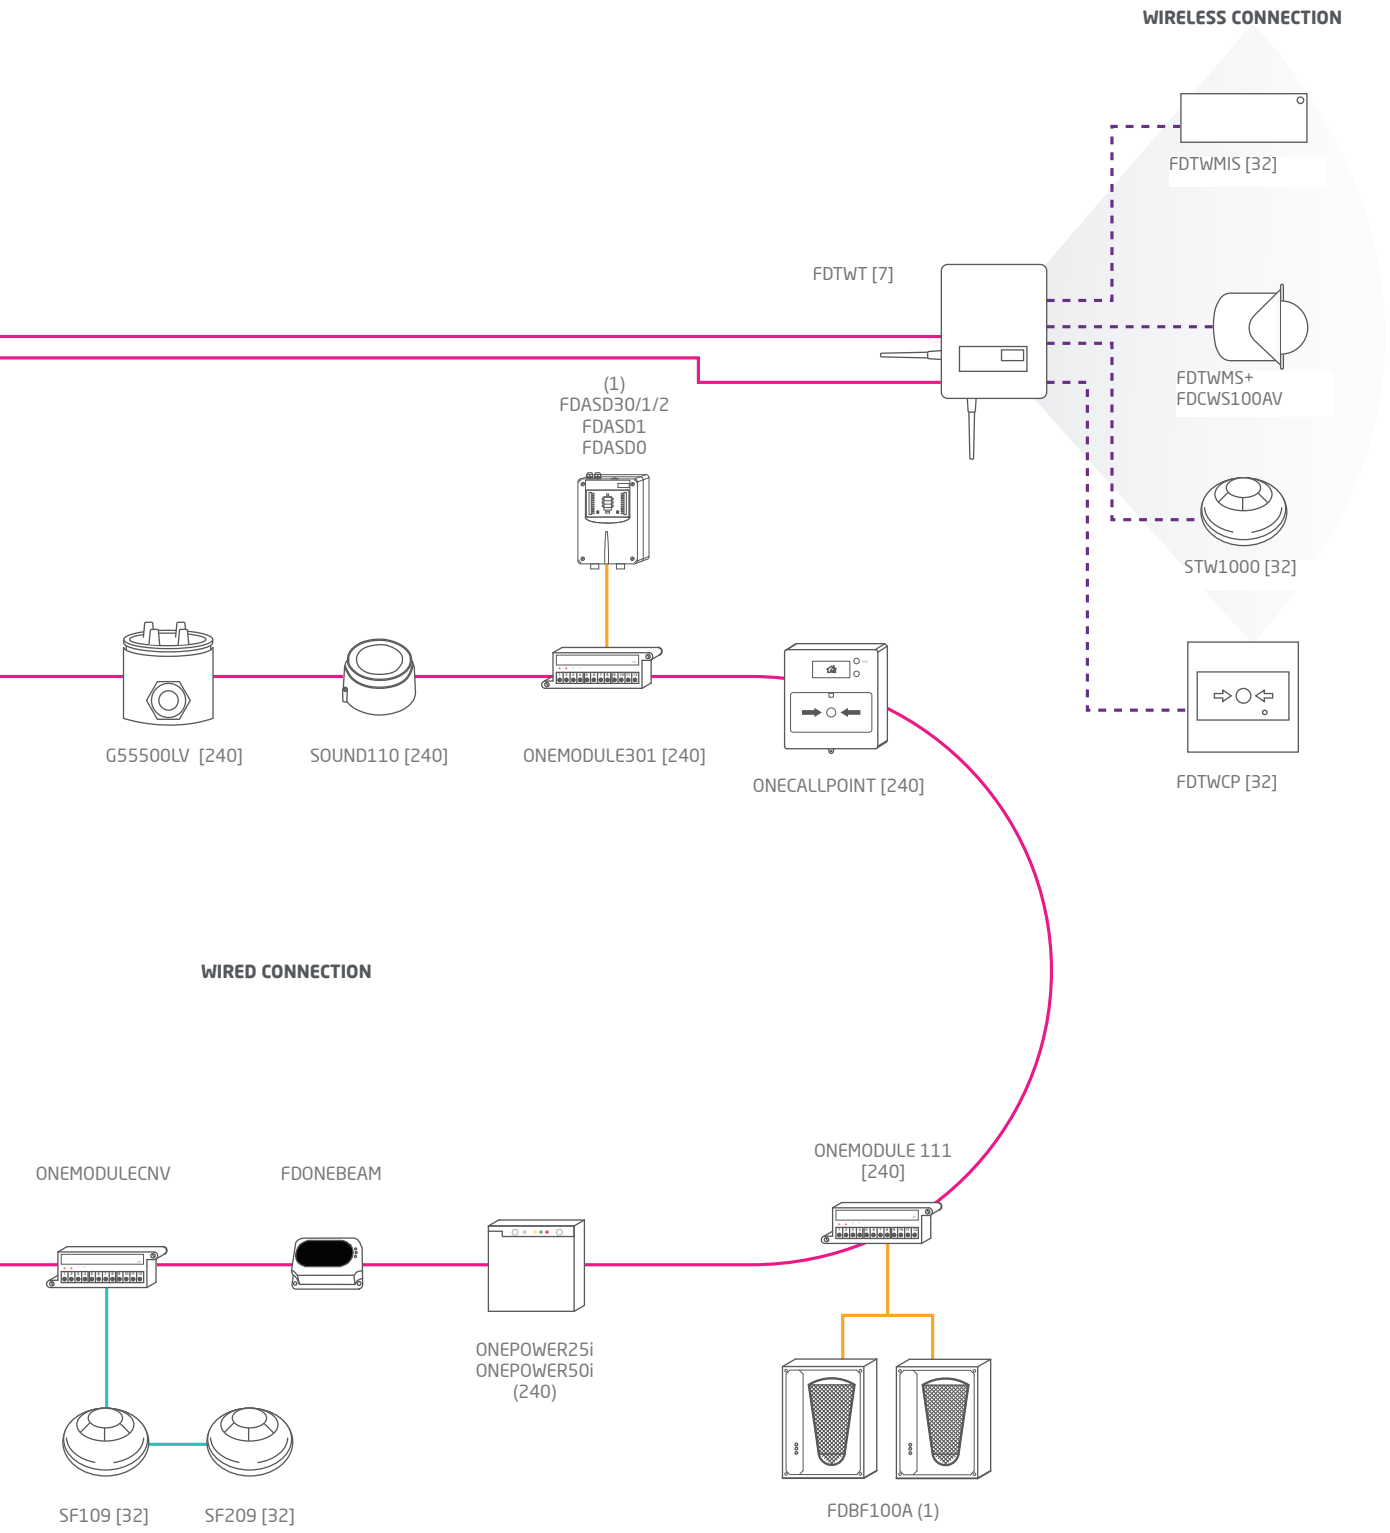 WIRELESS CONNECTION
FDTWMIS [32]
FDTWT [7]
FDTWMS+
FDCWS100AV
(1)
FDASD30/1/2
FDASD1
FDASD0
STW1000 [32]
G55500LV [240]
SOUND110 [240]
ONEMODULE301 [240]
ONECALLPOINT [240]
FDTWCP [32]
WIRED CONNECTION
ONEMODULE 111
[240]
ONEMODULECNV
FDONEBEAM
ONEPOWER25i
ONEPOWER50i
(240)
SF109 [32]
SF209 [32]
FDBF100A (1)